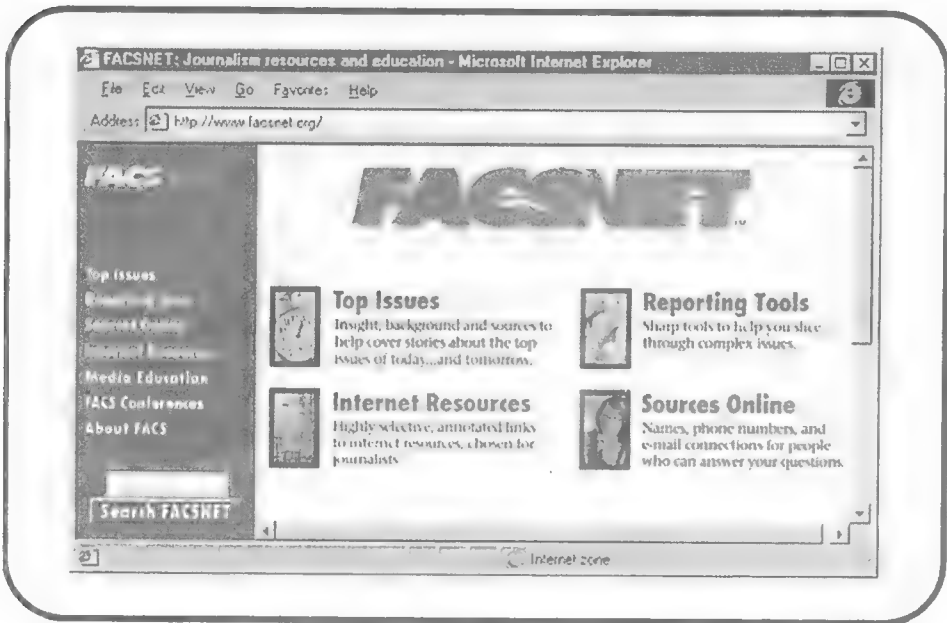 FACSNET: Journalism resources and education - Microsoft Internet Explorer
File Edit View Go Favorites Help
Address http://www.facsnet.org/
FACS
Top Issues
Media Education
FACS Conferences
About FACS
Search FACSNET
FACSNET
Top Issues
Insight, background and sources to
help cover stories about the top
issues of today...and tomorrow.
Reporting Tools
Sharp tools to help you slice
through complex issues.
Internet Resources
Highly selective, annotated links
to internet resources, chosen for
journalists
Sources Online
Names, phone numbers, and
e-mail connections for people
who can answer your questions.
Internet zone